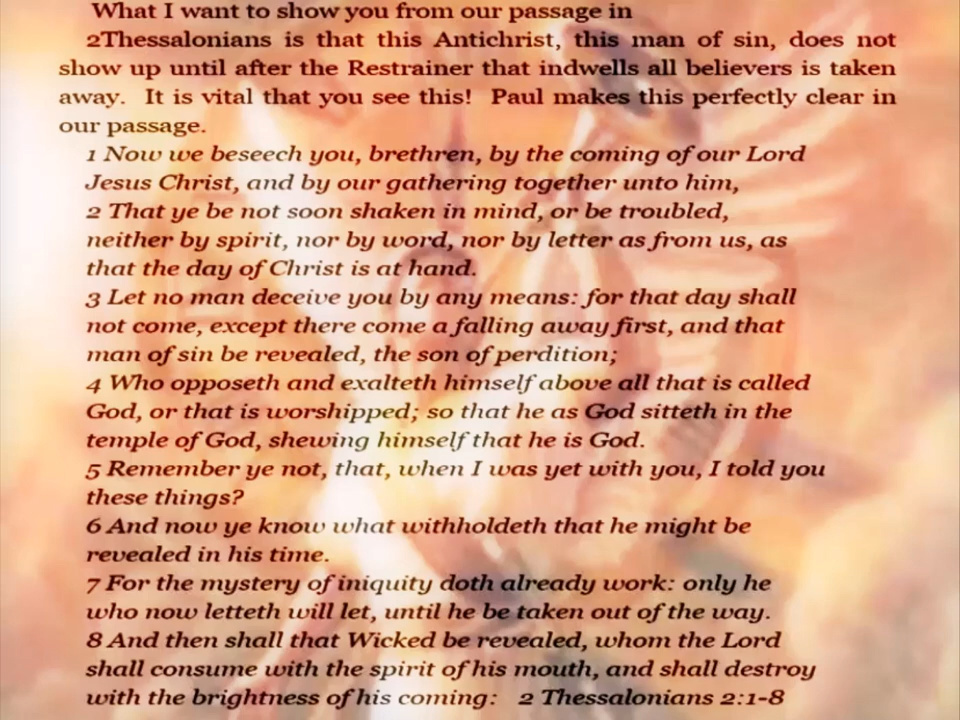 What I want to show you from our passage in
2Thessalonians is that this Antichrist, this man of sin, does not
show up until after the Restrainer that indwells all believers is taken
away. It is vital that you see this! Paul makes this perfectly clear in
our passage.
1 Now we beseech you, brethren, by the coming of our Lord
Jesus Christ, and by our gathering together unto him,
2 That ye be not soon shaken in mind, or be troubled,
neither by spirit, nor by word, nor by letter as from us, as
that the day of Christ is at hand.
3 Let no man deceive you by any means: for that day shall
not come, except there come a falling away first, and that
man of sin be revealed, the son of perdition;
4 Who opposeth and exalteth himself above all that is called
God, or that is worshipped; so that he as God sitteth in the
temple of God, shewing himself that he is God.
5 Remember ye not, that, when I was yet with you, I told you
these things?
6 And now ye know what withholdeth that he might be
revealed in his time.
7 For the mystery of iniquity doth already work: only he
who now letteth will let, until he be taken out of the way.
8 And then shall that Wicked be revealed, whom the Lord
shall consume with the spirit of his mouth, and shall destroy
with the brightness of his coming: 2 Thessalonians 2:1-8